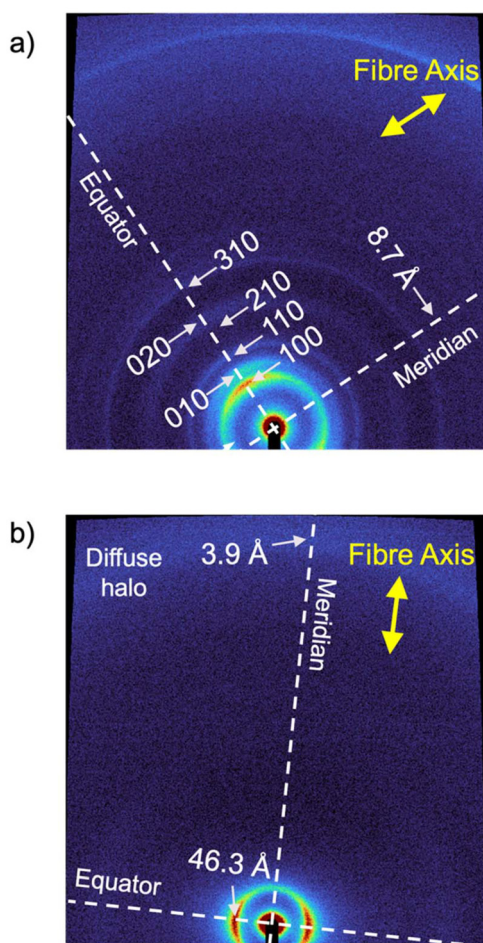 a)
Fibre Axis
Equator
310
210
8.7 Å
110
020
100
Meridian
010
b)
Diffuse
halo
3.9 Å
Fibre Axis
Meridian
46.3 Å
Equator